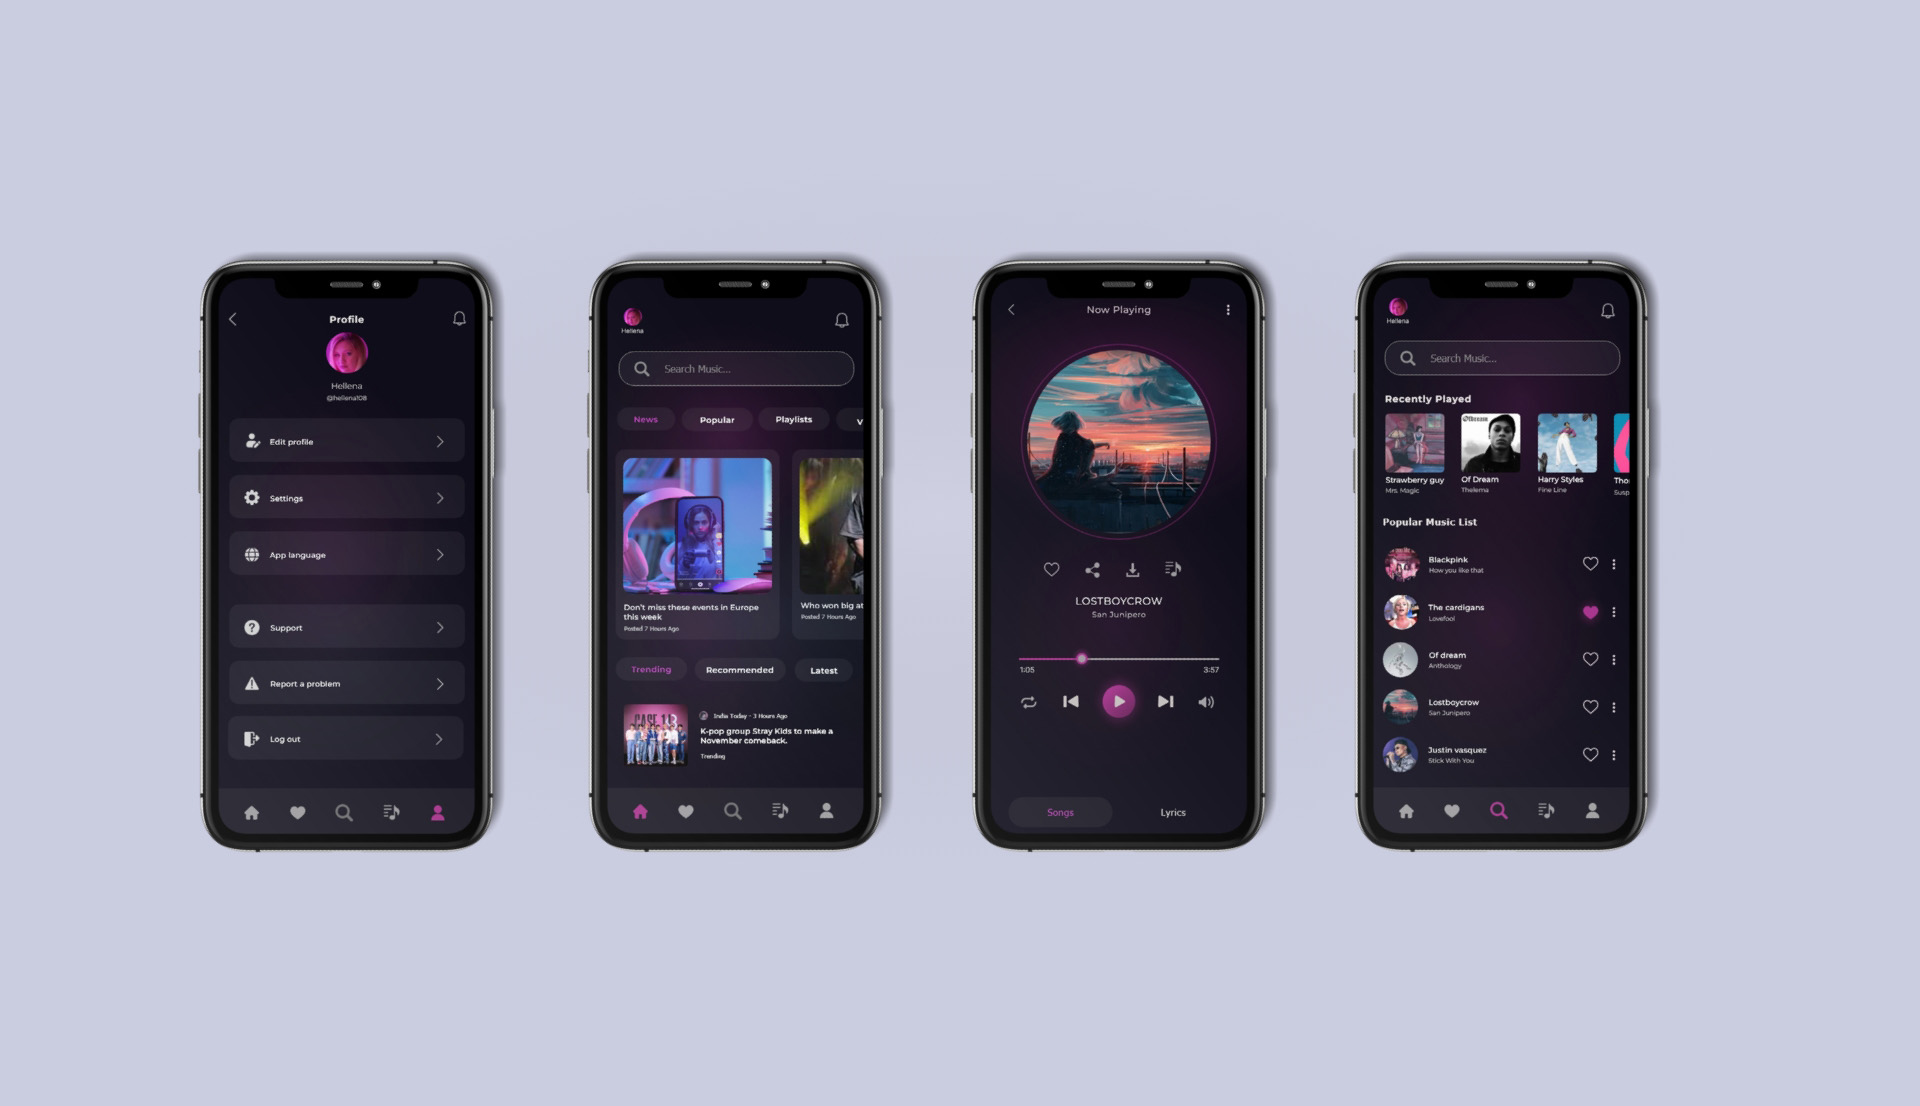 Profile
Hellena
@hellena108
Edit profile
Settings
App language
Support
Report a problem
Log out
Hellena
Search Music...
News
Popular
Playlists
V
Don't miss these events in Europe
this week
Posted 7 Hours Ago
Who won big at
Posted 7 Hours Ago
Trending
Recommended
Latest
CASE 143
India Today - 3 Hours Ago
K-pop group Stray Kids to make a
November comeback.
Trending
Now Playing
LOSTBOYCROW
San Junipero
1:05
3:57
Songs
Lyrics
Hellena
Search Music...
Recently Played
Strawberry guy
Mrs. Magic
Of Dream
Thelema
Harry Styles
Fine Line
Tho
Susp
Popular Music List
Blackpink
How you like that
The cardigans
Lovefool
Of dream
Anthology
Lostboycrow
San Junipero
Justin vasquez
Stick With You